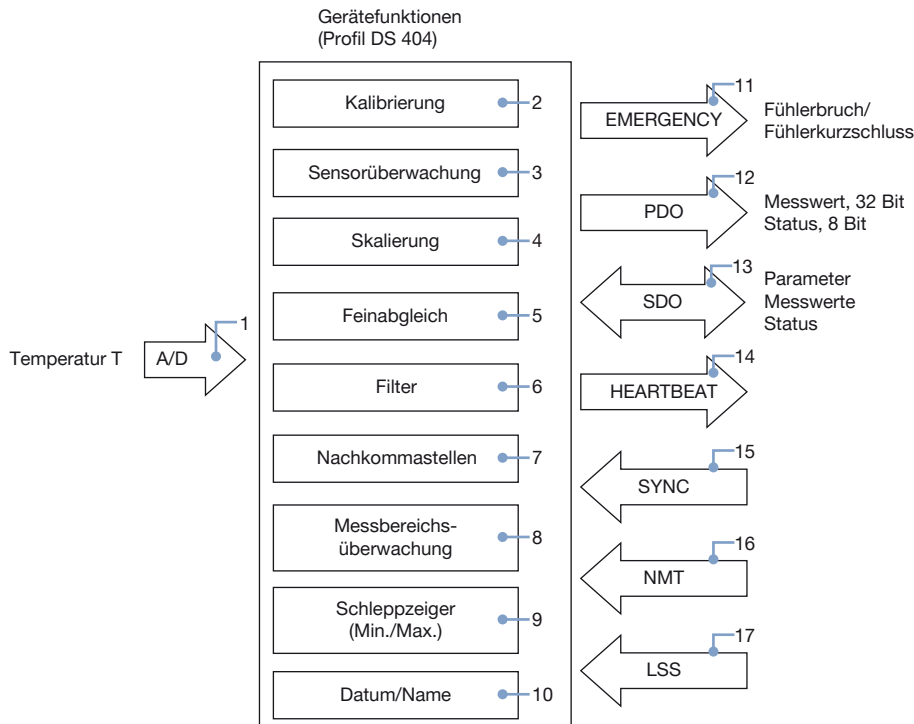 Gerätefunktionen
(Profil DS 404)
Temperatur T
A/D
1
Kalibrierung
2
Sensorüberwachung
3
Skalierung
4
Feinabgleich
5
Filter
6
Nachkommastellen
7
Messbereichs-
überwachung
8
Schleppzeiger
(Min./Max.)
9
Datum/Name
10
11
EMERGENCY
Fühlerbruch/
Fühlerkurzschluss
12
PDO
Messwert, 32 Bit
Status, 8 Bit
13
SDO
Parameter
Messwerte
Status
14
HEARTBEAT
15
SYNC
16
NMT
17
LSS